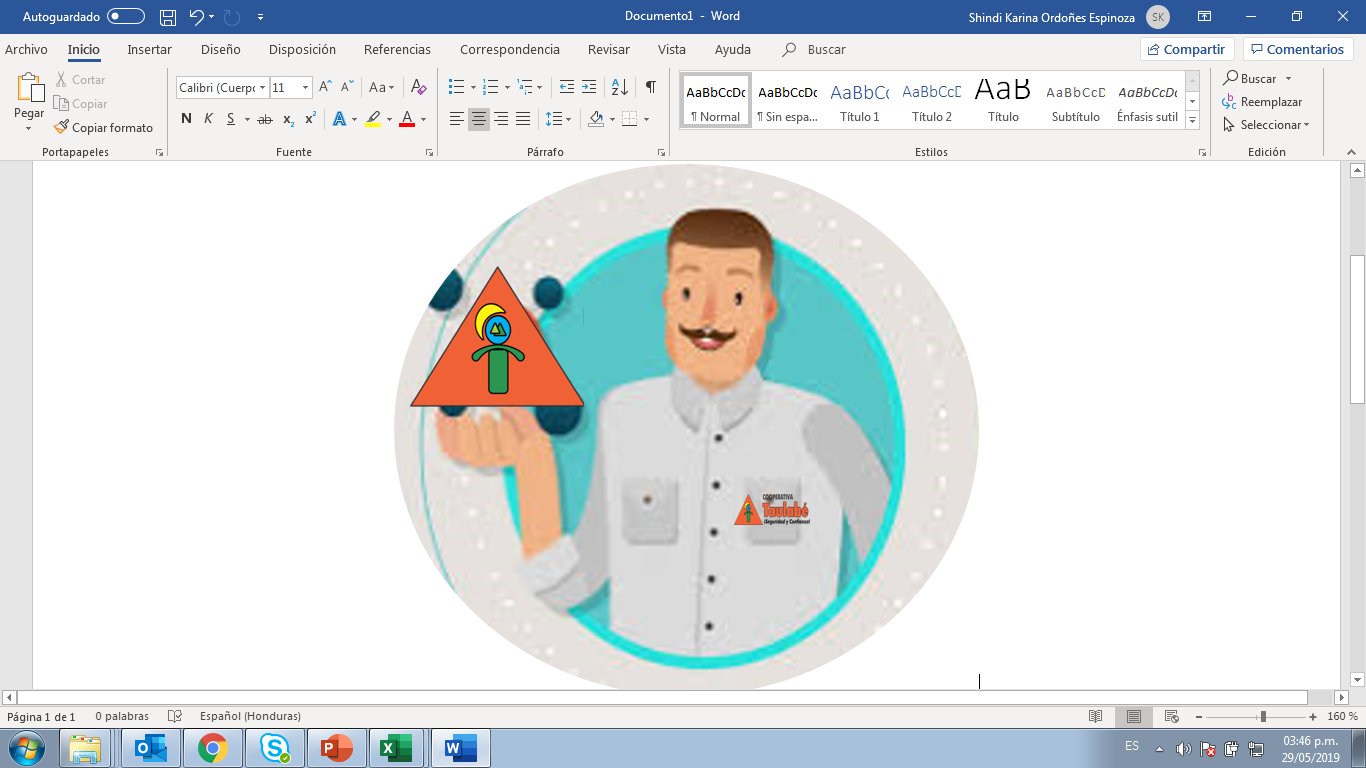 Autoguardado
Documento1 - Word
Shindi Karina Ordoñes Espinoza
SK
Archivo Inicio Insertar Diseño Disposición Referencias Correspondencia Revisar Vista Ayuda Buscar
Compartir Comentarios
Pegar
Cortar
Copiar
Copiar formato
Portapapeles
Calibri (Cuerpo 11
N K S ab x₂ x²
Aa
A A
Fuente
Párrafo
AaBbCcDc
¶ Normal
AaBbCcDc
¶ Sin espa...
AaBbCc
Título 1
AaBbCcD
Título 2
AaB
Título
AaBbCcD
Subtítulo
AaBbCcDc
Énfasis sutil
Estilos
Buscar
Reemplazar
Seleccionar
Edición
COOPERATIVA
Taulabé
¡Seguridad y Confianza!
Página 1 de 1 0 palabras Español (Honduras)
160 %
ES
03:46 p.m.
29/05/2019